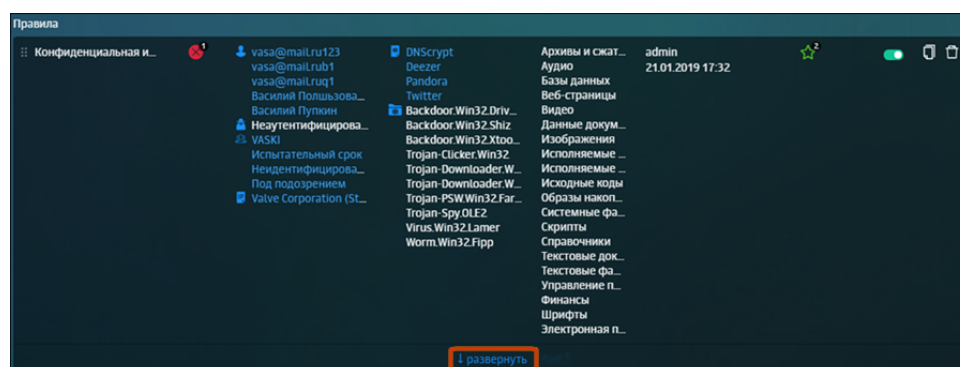 Правила
Конфиденциальная и...
1
vasa@mail.ru123
vasa@mail.rub1
vasa@mail.ruq1
Василий Полшьзова...
Василий Пупкин
Неаутентифицирова...
VASKI
Испытательный срок
Неидентифицирова...
Под подозрением
Valve Corporation (St...
DNScrypt
Deezer
Pandora
Twitter
Backdoor.Win32.Driv...
Backdoor.Win32.Shiz
Backdoor.Win32.Xtoo...
Trojan-Clicker.Win32
Trojan-Downloader.W...
Trojan-Downloader.W...
Trojan-PSW.Win32.Far...
Trojan-Spy.OLE2
Virus.Win32.Lamer
Worm.Win32.Fipp
Архивы и сжат...
Аудио
Базы данных
Веб-страницы
Видео
Данные докум...
Изображения
Исполняемые ...
Исполняемые ...
Исходные коды
Образы накоп...
Системные фа...
Скрипты
Справочники
Текстовые док...
Текстовые фа...
Управление п...
Финансы
Шрифты
Электронная п...
admin
21.01.2019 17:32
2
↓ развернуть